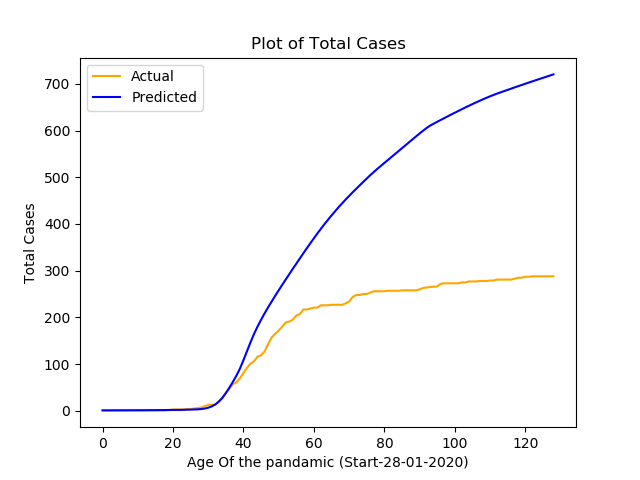 Plot of Total Cases
Actual
Predicted
700
600
500
400
300
200
100
0
Total Cases
0 20 40 60 80 100 120
Age Of the pandamic (Start-28-01-2020)